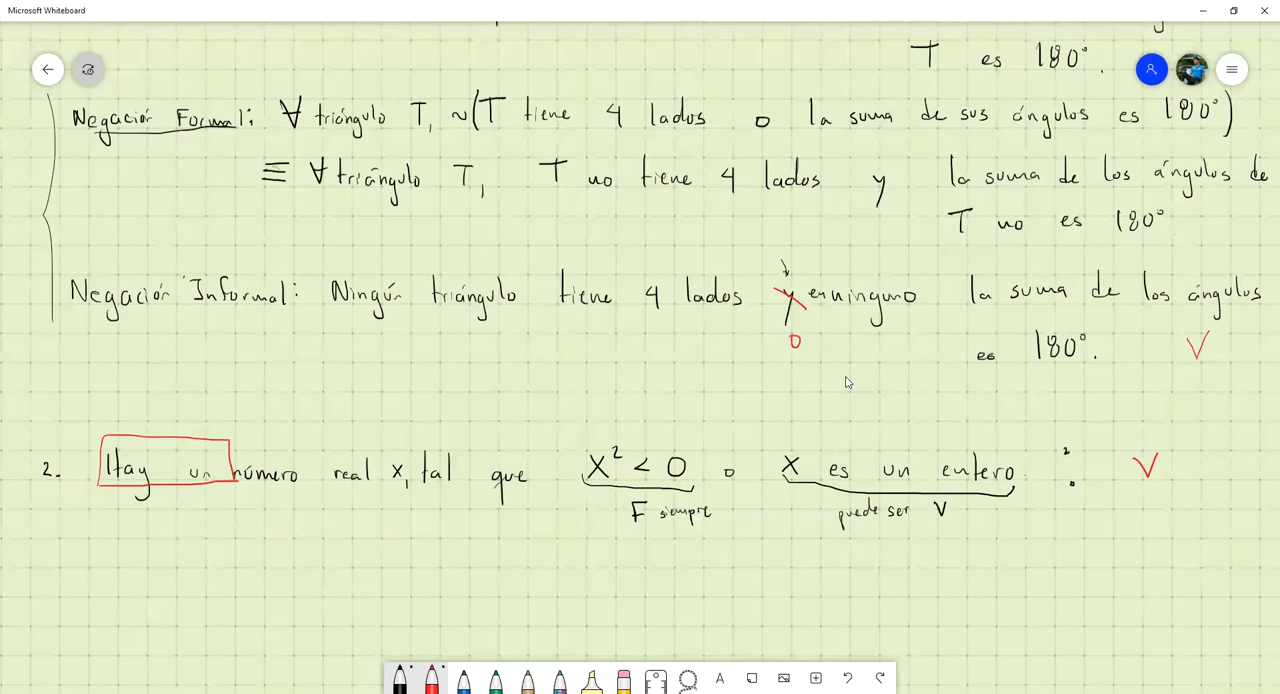 Microsoft Whiteboard
T es 180°.
Negación Formal: ∀ triángulo T, ~(T tiene 4 lados o la suma de sus ángulos es 180°)
≡ ∀ triángulo T, T no tiene 4 lados y la suma de los ángulos de
T no es 180°
Negación Informal: Ningún triángulo tiene 4 lados y en ninguno la suma de los ángulos
o
es 180°. V
2. Hay un número real x, tal que x² < 0 o x es un entero. V
F siempre puede ser V
A